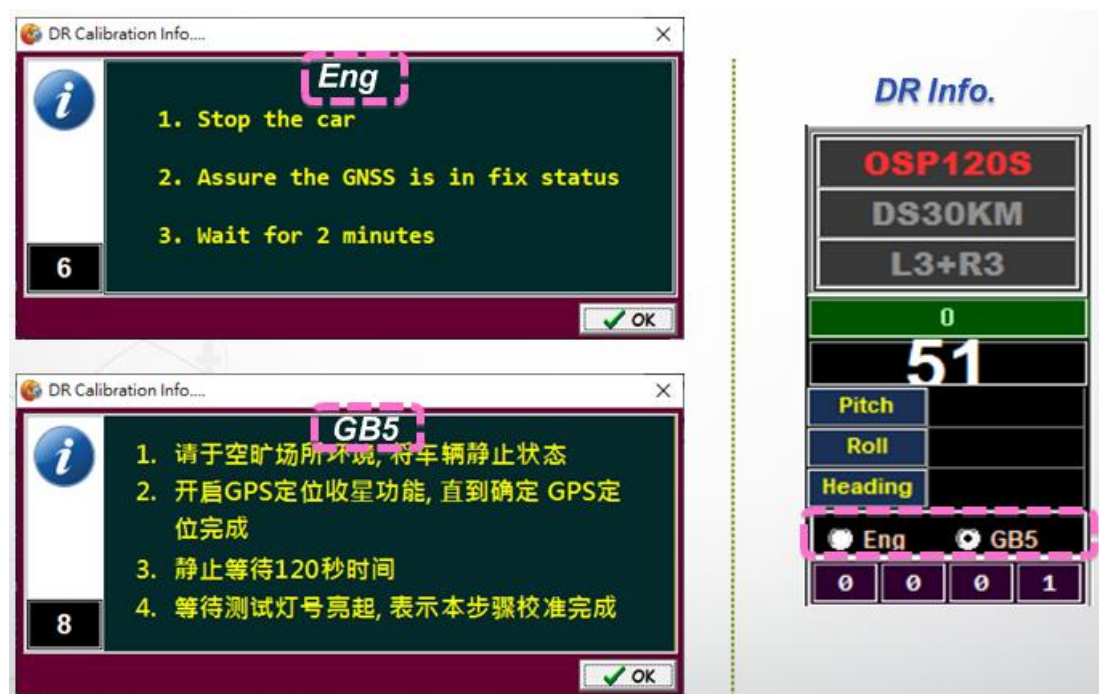 DR Calibration Info....
Eng
1. Stop the car
2. Assure the GNSS is in fix status
3. Wait for 2 minutes
6
OK
DR Calibration Info....
GB5
1. 请于空旷场所环境, 将车辆静止状态
2. 开启GPS定位收星功能, 直到确定 GPS定
位完成
3. 静止等待120秒时间
4. 等待测试灯号亮起, 表示本步骤校准完成
8
OK
DR Info.
OSP120S
DS30KM
L3+R3
0
51
Pitch
Roll
Heading
Eng GB5
0 0 0 1